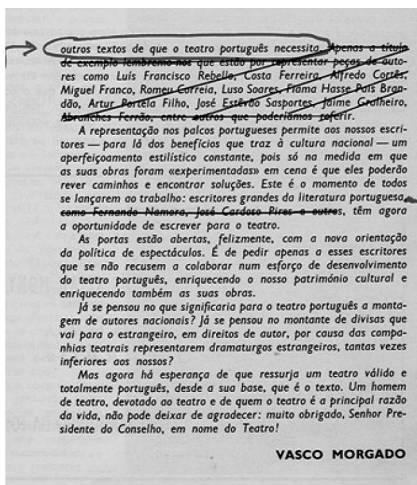 outros textos de que o teatro português necessita. Apenas a título
de exemplo lembremo-nos que estão por representar peças de auto-
res como Luís Francisco Rebello, Costa Ferreira, Alfredo Cortês,
Miguel Franco, Romeu Correia, Luso Soares, Fiama Hasse Pais Bran-
dão, Artur Portela Filho, José Estêvão Sasportes, Jaime Gralheiro,
Abranches Ferrão, entre outros que poderíamos referir.
A representação nos palcos portugueses permite aos nossos escri-
tores — para lá dos benefícios que traz à cultura nacional — um
aperfeiçoamento estilístico constante, pois só na medida em que
as suas obras foram «experimentadas» em cena é que eles poderão
rever caminhos e encontrar soluções. Este é o momento de todos
se lançarem ao trabalho: escritores grandes da literatura portuguesa,
como Fernando Namora, José Cardoso Pires e outros, têm agora
a oportunidade de escrever para o teatro.
As portas estão abertas, felizmente, com a nova orientação
da política de espectáculos. É de pedir apenas a esses escritores
que se não recusem a colaborar num esforço de desenvolvimento
do teatro português, enriquecendo o nosso património cultural e
enriquecendo também as suas obras.
Já se pensou no que significaria para o teatro português a monta-
gem de autores nacionais? Já se pensou no montante de divisas que
vai para o estrangeiro, em direitos de autor, por causa das compa-
nhias teatrais representarem dramaturgos estrangeiros, tantas vezes
inferiores aos nossos?
Mas agora há esperança de que ressurja um teatro válido e
totalmente português, desde a sua base, que é o texto. Um homem
de teatro, devotado ao teatro e de quem o teatro é a principal razão
da vida, não pode deixar de agradecer: muito obrigado, Senhor Pre-
sidente do Conselho, em nome do Teatro!
VASCO MORGADO